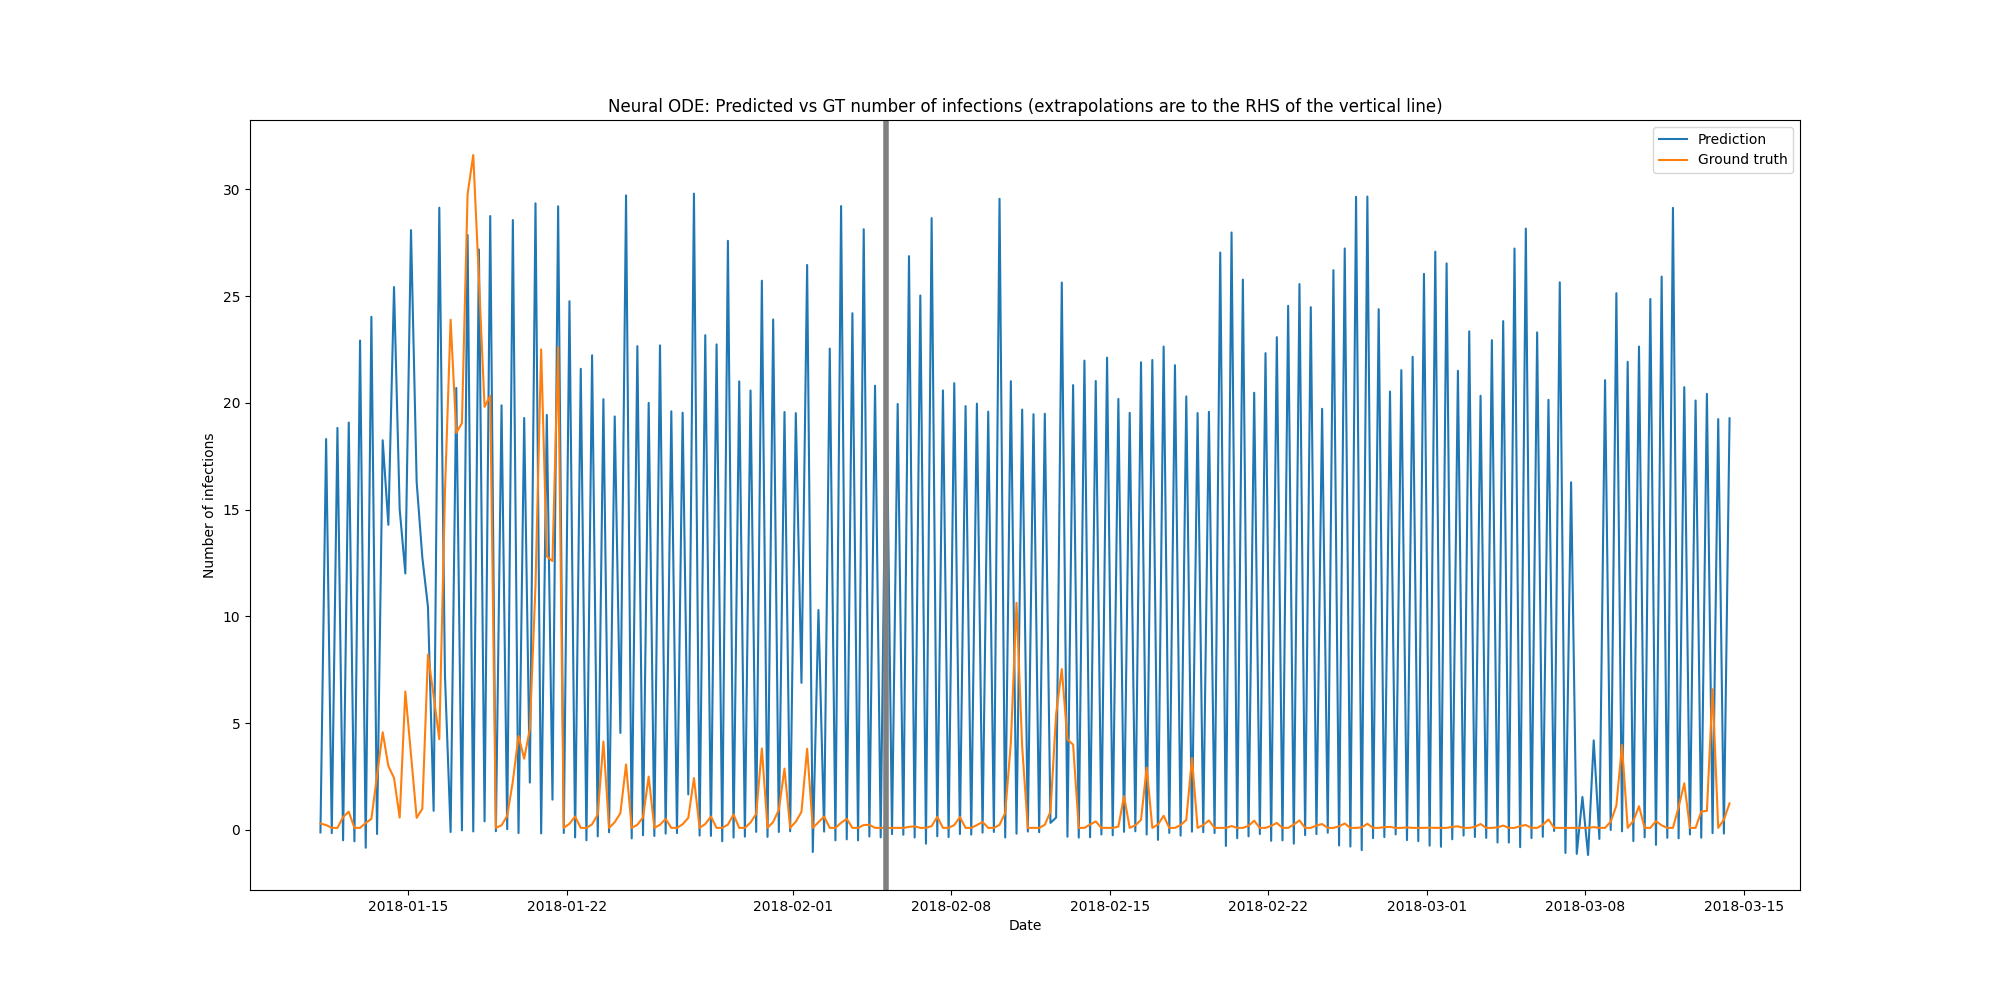 Neural ODE: Predicted vs GT number of infections (extrapolations are to the RHS of the vertical line)
Prediction
Ground truth
Number of infections
30
25
20
15
10
5
0
2018-01-15 2018-01-22 2018-02-01 2018-02-08 2018-02-15 2018-02-22 2018-03-01 2018-03-08 2018-03-15
Date